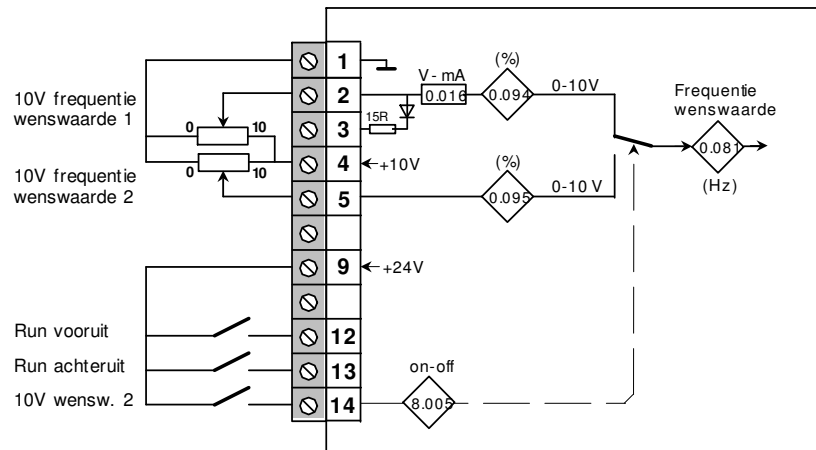 10V frequentie
wenswaarde 1
0 10
10V frequentie
wenswaarde 2
0 10
Run vooruit
Run achteruit
10V wensw. 2
1
2
3
4
5
9
12
13
14
15R
V - mA
0.016
(%)
0.094
0-10V
+10V
(%)
0.095
0-10 V
+24V
on-off
8.005
Frequentie
wenswaarde
0.081
(Hz)